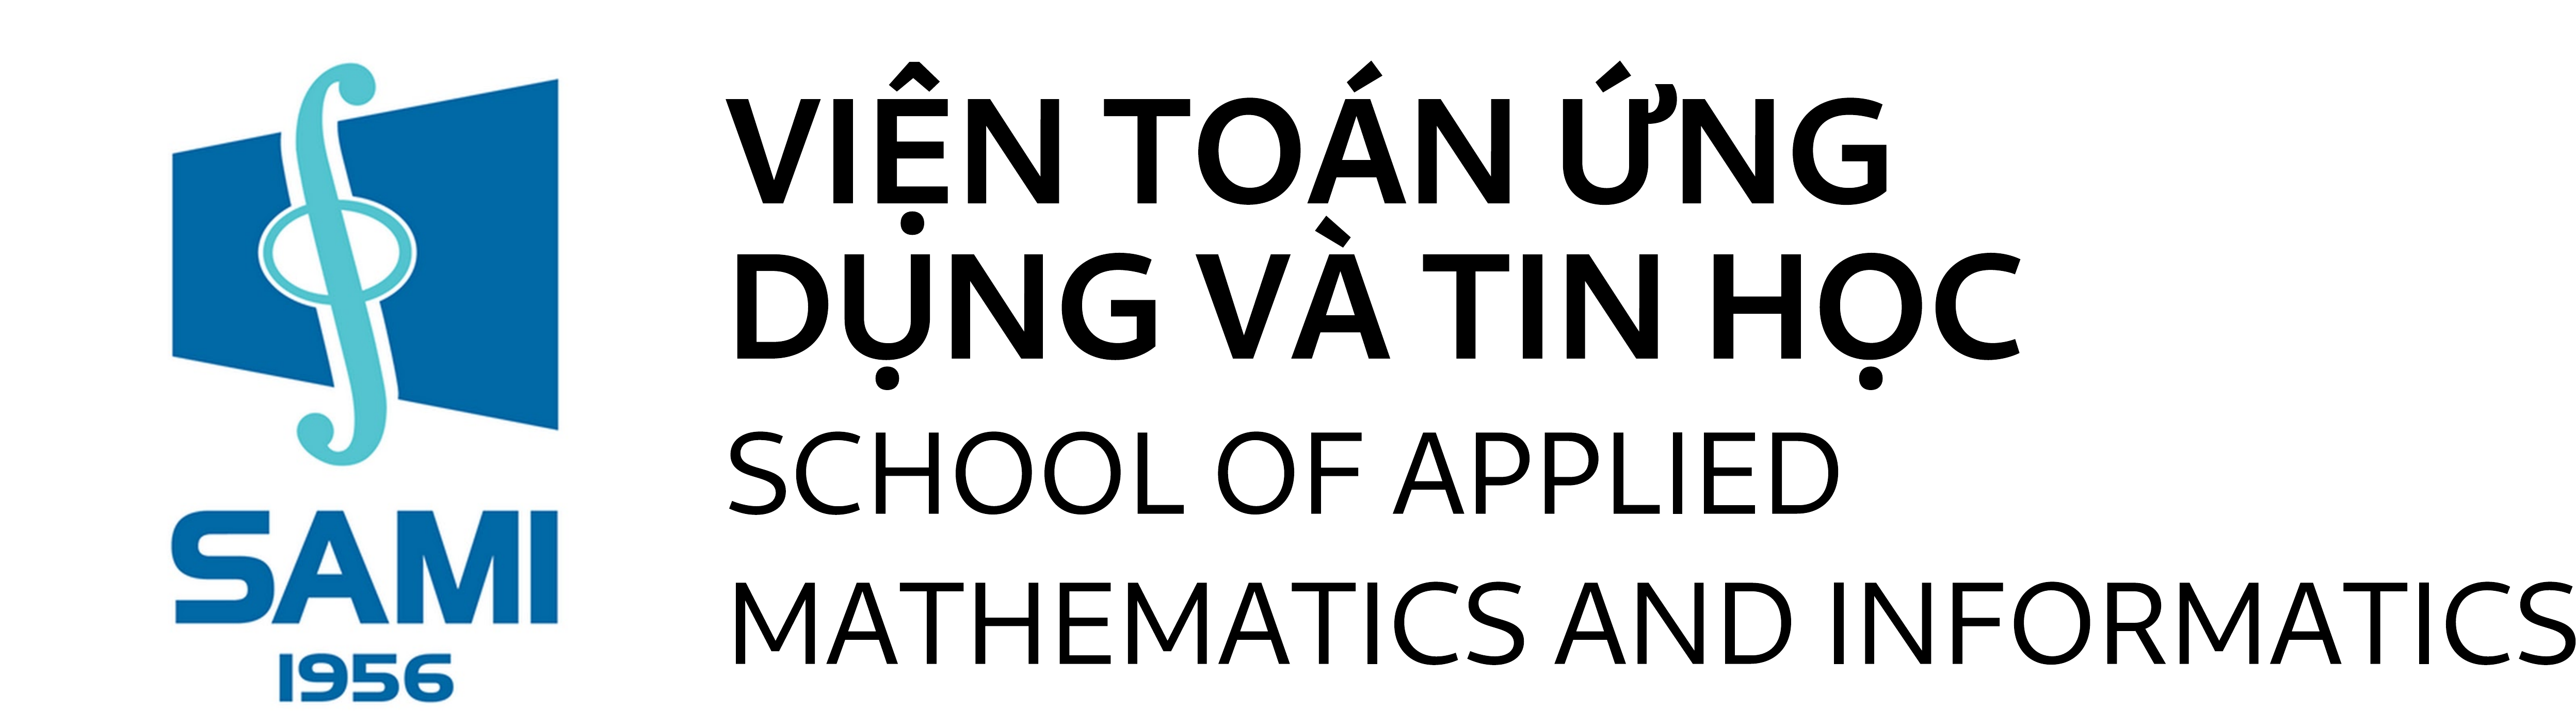 VIỆN TOÁN ỨNG
DỤNG VÀ TIN HỌC
SCHOOL OF APPLIED
MATHEMATICS AND INFORMATICS
SAMI
1956